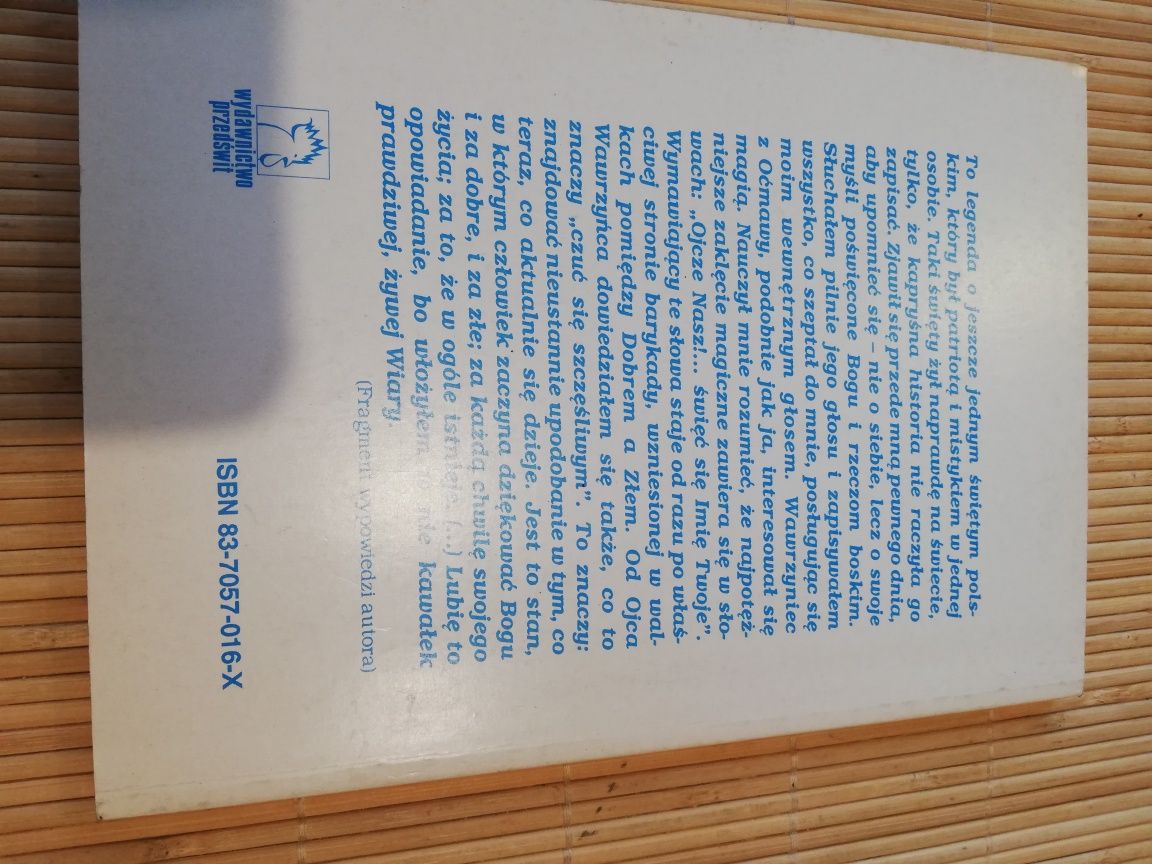 To legenda o jeszcze jednym świętym pols-
kim, który był patriotą i mistykiem w jednej
osobie. Taki święty żył naprawdę na świecie,
tylko, że kapryśna historia nie raczyła go
zapisać. Zjawił się przede mną pewnego dnia,
aby upomnieć się – nie o siebie, lecz o swoje
myśli poświęcone Bogu i rzeczom boskim.
Słuchałem pilnie jego głosu i zapisywałem
wszystko, co szeptał do mnie, posługując się
moim wewnętrznym głosem. Wawrzyniec
z Oćmawy, podobnie jak ja, interesował się
magią. Nauczył mnie rozumieć, że najpotęż-
niejsze zaklęcie magiczne zawiera się w sło-
wach: „Ojcze Nasz!... święć się Imię Twoje”.
Wymawiający te słowa staje od razu po właś-
ciwej stronie barykady, wzniesionej w wal-
kach pomiędzy Dobrem a Złem. Od Ojca
Wawrzyńca dowiedziałem się także, co to
znaczy „czuć się szczęśliwym”. To znaczy:
znajdować nieustannie upodobanie w tym, co
teraz, co aktualnie się dzieje. Jest to stan,
w którym człowiek zaczyna dziękować Bogu
i za dobre, i za złe; za każdą chwilę swojego
życia; za to, że w ogóle istnieje. (...) Lubię to
opowiadanie, bo włożyłem w nie kawałek
prawdziwej, żywej Wiary.
(Fragment wypowiedzi autora)
wydawnictwo
przedświt
ISBN 83-7057-016-X